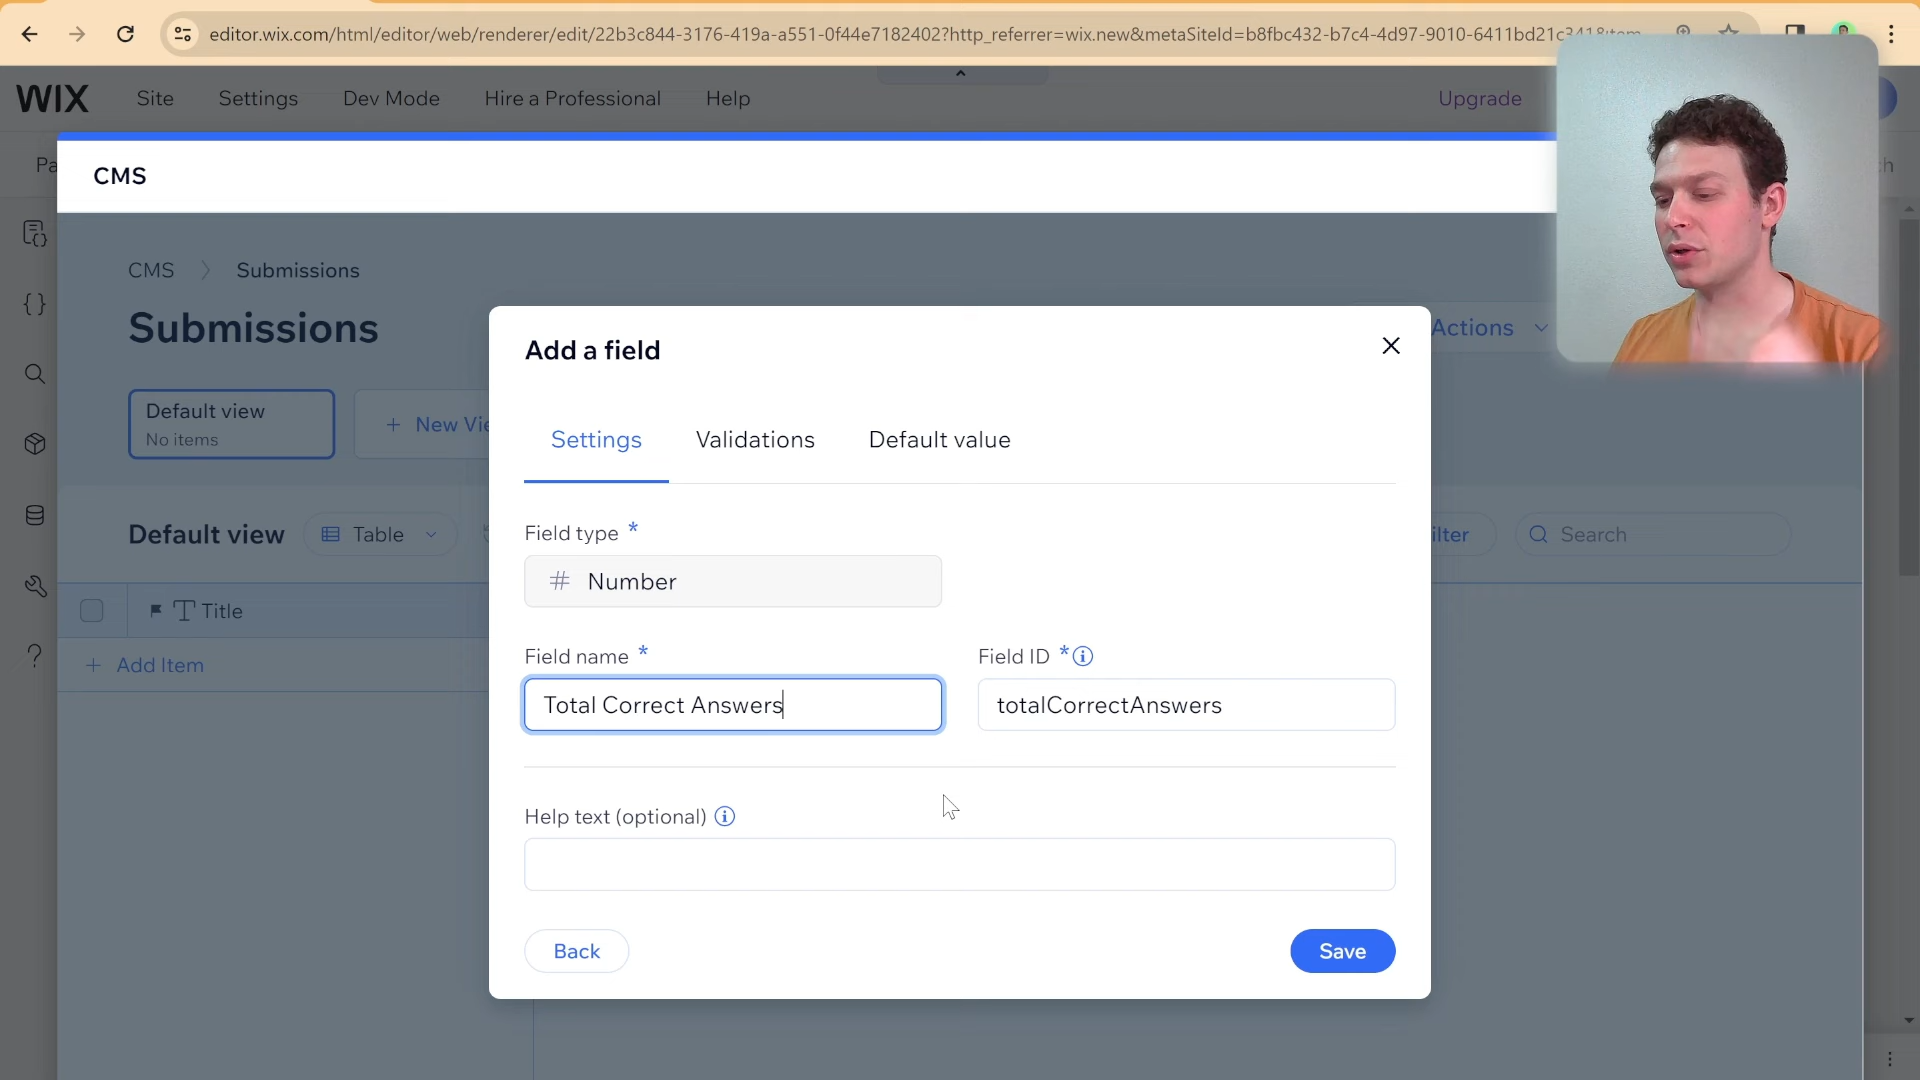 editor.wix.com/html/editor/web/renderer/edit/22b3c844-3176-419a-a551-0f44e7182402?http_referrer=wix.new&metaSiteId=b8fbc432-b7c4-4d97-9010-6411bd21c341&item
WIX Site Settings Dev Mode Hire a Professional Help Upgrade
Pa
CMS
CMS Submissions
Submissions
Actions
Default view
No items
+ New Vie
Default view Table ilter Search
Title
+ Add Item
Add a field
Settings Validations Default value
Field type *
# Number
Field name * Field ID *
Total Correct Answers totalCorrectAnswers
Help text (optional)
Back Save